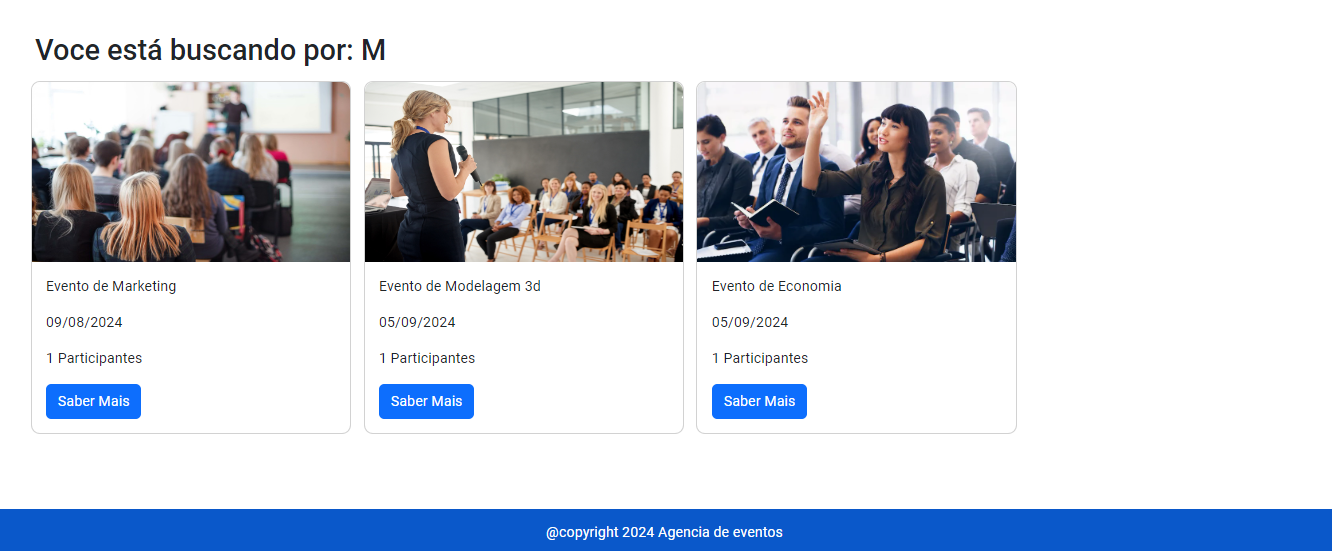 Voce está buscando por: M
Evento de Marketing
09/08/2024
1 Participantes
Saber Mais
Evento de Modelagem 3d
05/09/2024
1 Participantes
Saber Mais
Evento de Economia
05/09/2024
1 Participantes
Saber Mais
@copyright 2024 Agencia de eventos